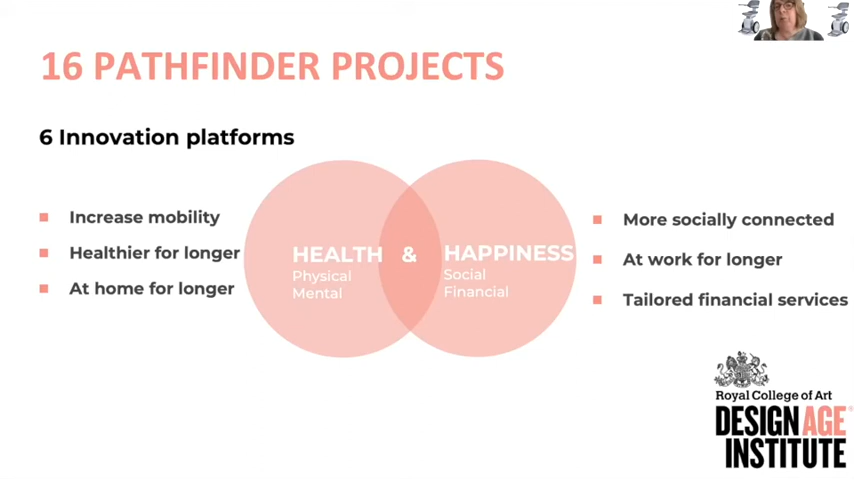 16 PATHFINDER PROJECTS
6 Innovation platforms
Increase mobility
Healthier for longer
At home for longer
HEALTH & HAPPINESS
Physical
Mental
Social
Financial
More socially connected
At work for longer
Tailored financial services
Royal College of Art
DESIGN AGE
INSTITUTE